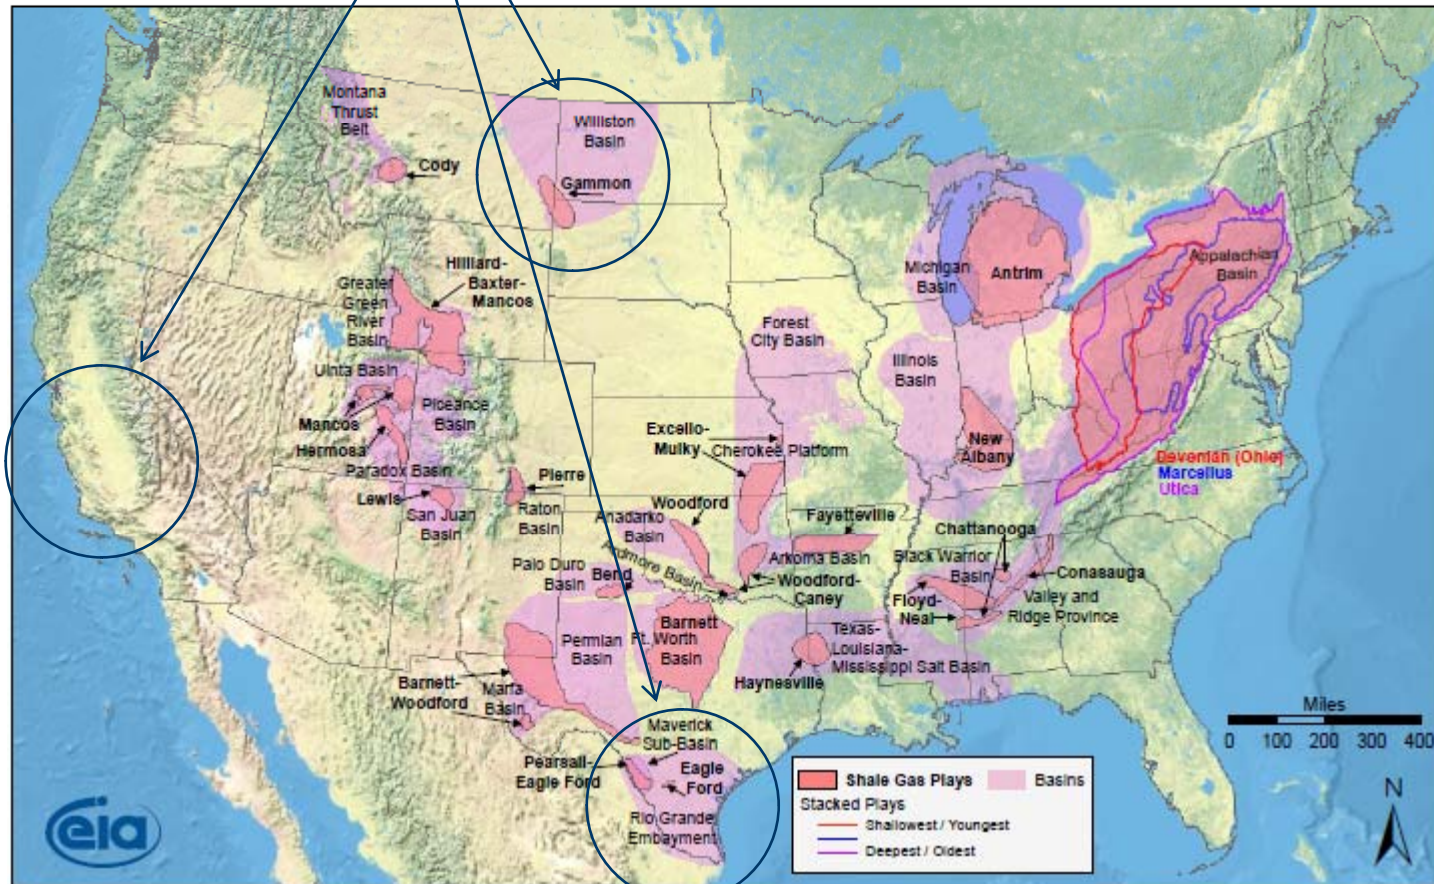 Montana
Thrust
Belt
Cody
Williston
Basin
Gammon
Hilliard-
Baxter-
Mancos
Greater
Green
River
Basin
Uinta Basin
Mancos
Piceance
Basin
Hermosa
Paradox Basin
Lewis
San Juan
Basin
Pierre
Raton
Basin
Michigan
Basin
Antrim
Appalachian
Basin
Forest
City Basin
Illinois
Basin
Excello-
Mulky
Cherokee Platform
New
Albany
Devonian (Ohio)
Marcellus
Utica
Woodford
Anadarko
Basin
Fayetteville
Chattanooga
Arkoma Basin
Black Warrior
Basin
Ardmore Basin
Palo Duro
Basin
Bend
Woodford-
Caney
Conasauga
Valley and
Ridge Province
Floyd-
Neal
Permian
Basin
Barnett
Ft. Worth
Basin
Texas-
Louisiana-
Mississippi Salt Basin
Haynesville
Barnett-
Woodford
Marfa
Basin
Maverick
Sub-Basin
Pearsall-
Eagle Ford
Eagle
Ford
Rio Grande
Embayment
Miles
0 100 200 300 400
N
Shale Gas Plays
Basins
Stacked Plays
Shallowest / Youngest
Deepest / Oldest
eia